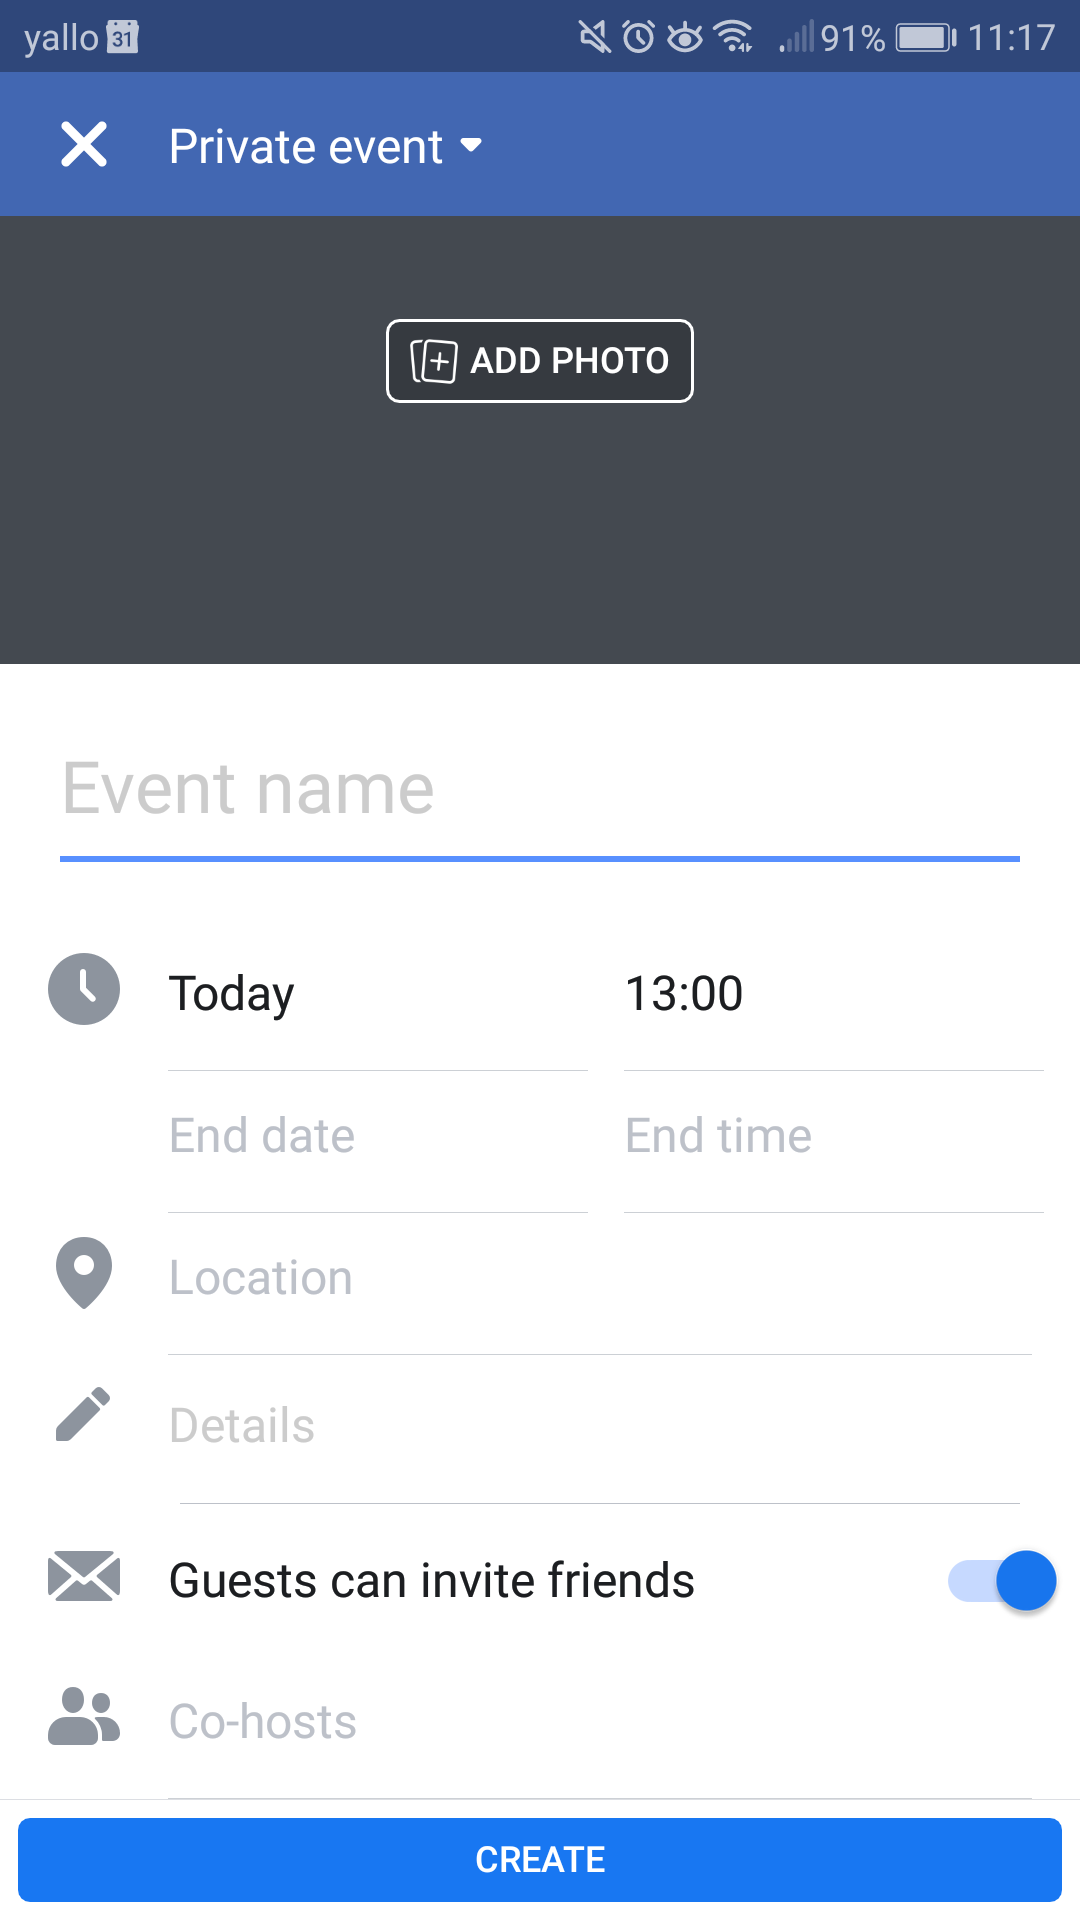 yallo 31 91% 11:17
Private event
ADD PHOTO
Event name
Today 13:00
End date End time
Location
Details
Guests can invite friends
Co-hosts
CREATE